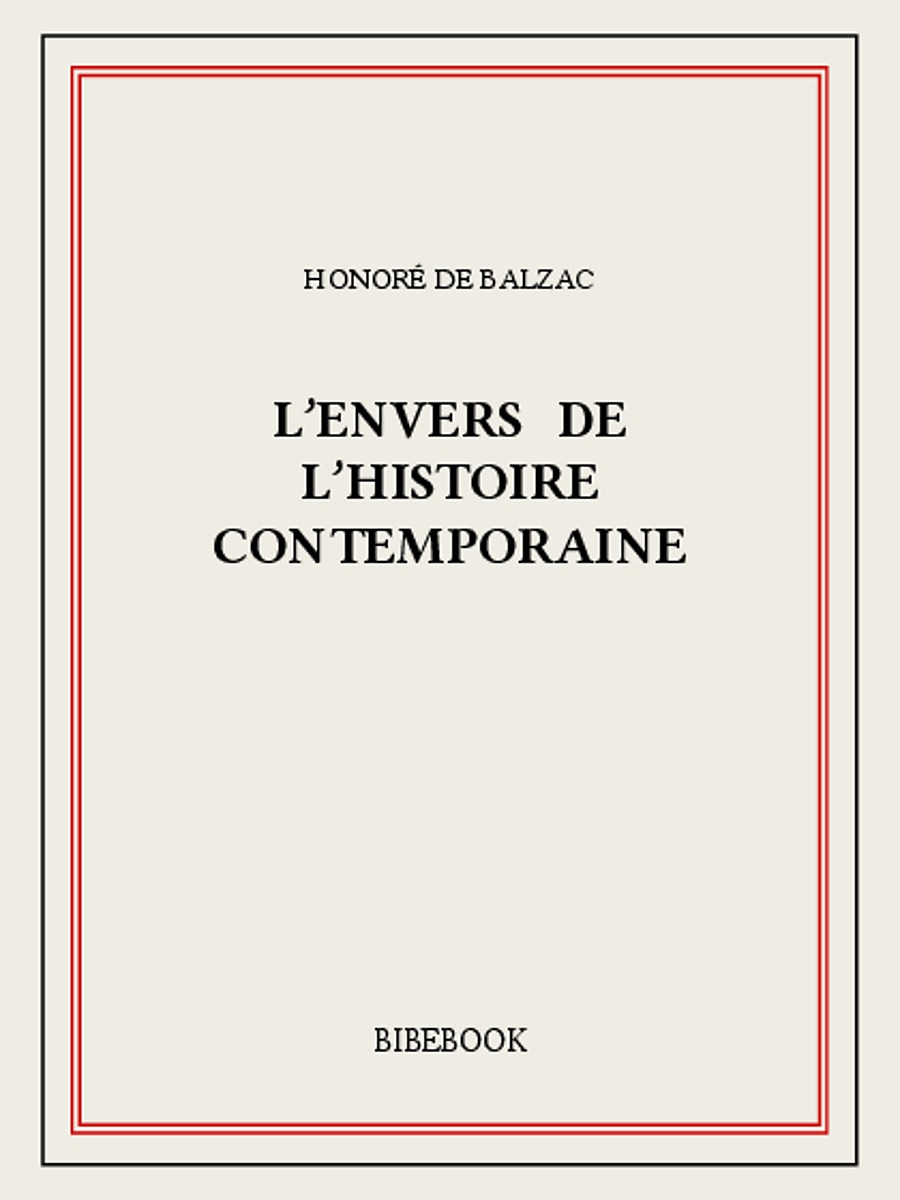 HONORÉ DE BALZAC
L’ENVERS DE
L’HISTOIRE
CONTEMPORAINE
BIBEBOOK